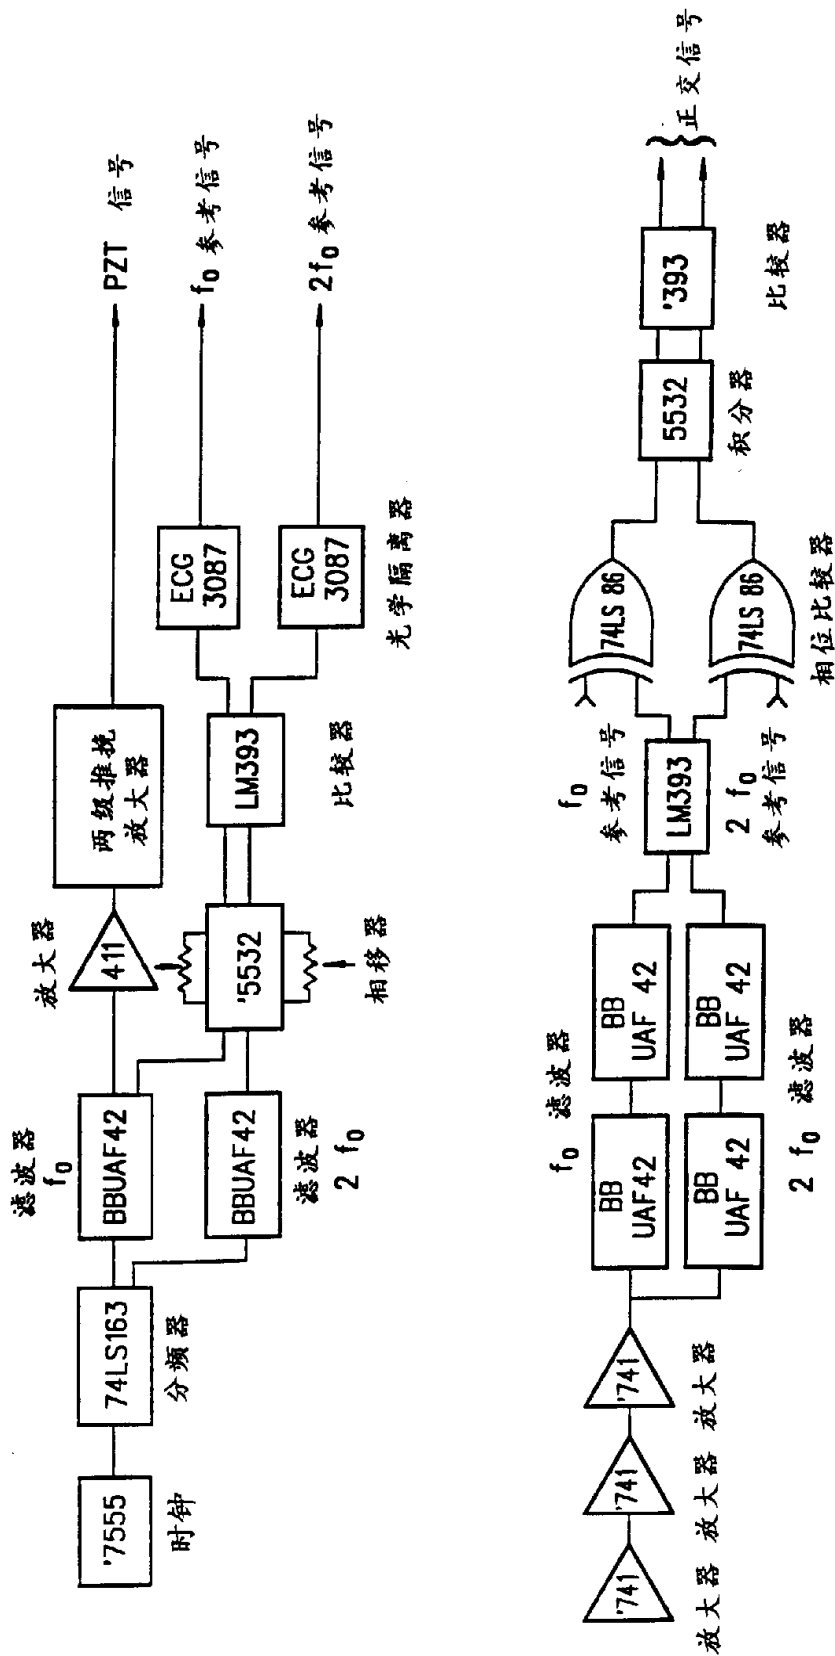 '7555
时钟
74LS163
分频器
滤波器
f0
BBUAF42
BBUAF42
滤波器
2 f0
放大器
411
'5532
相移器
两级推挽
放大器
LM393
比较器
ECG
3087
ECG
3087
光学隔离器
PZT 信号
f0 参考信号
2f0 参考信号
'741
放大器
'741
放大器
'741
放大器
f0 滤波器
BB
UAF42
BB
UAF 42
BB
UAF 42
BB
UAF 42
2 f0 滤波器
f0
参考信号
LM393
2 f0
参考信号
74LS 86
74LS 86
相位比较器
5532
积分器
'393
比较器
正交信号